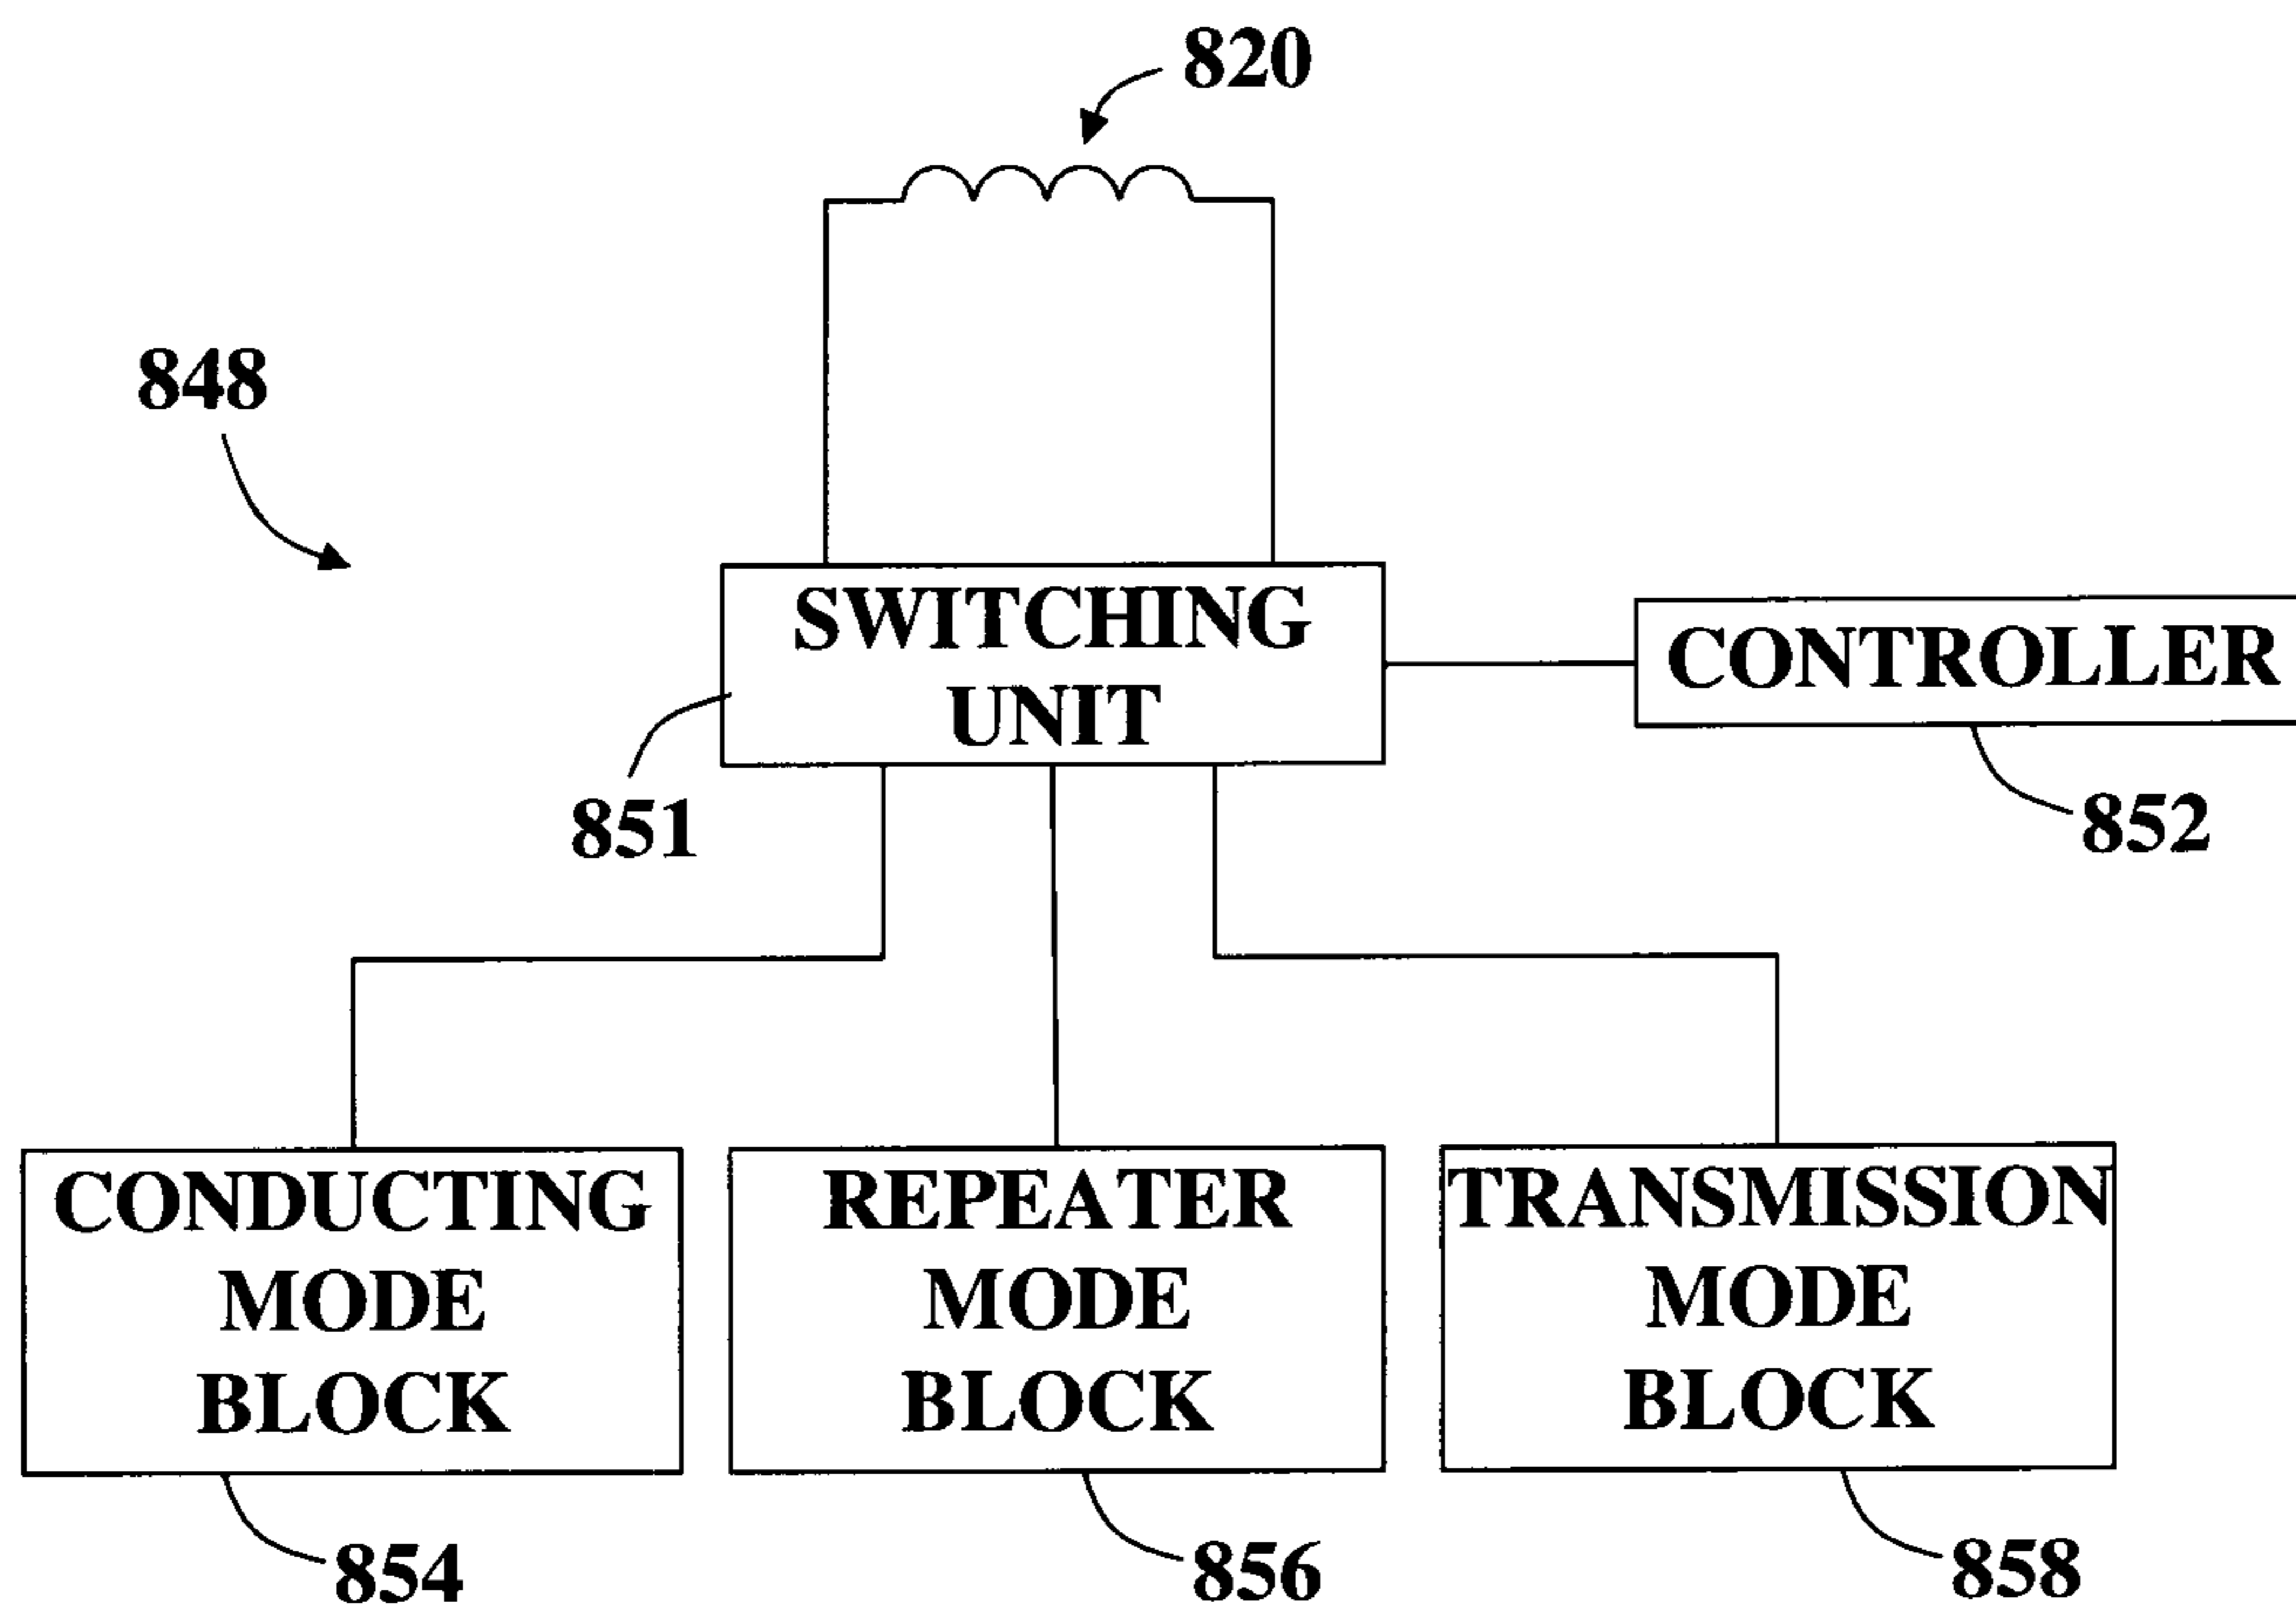 820
848
SWITCHING
UNIT
CONTROLLER
851
852
CONDUCTING
MODE
BLOCK
REPEATER
MODE
BLOCK
TRANSMISSION
MODE
BLOCK
854
856
858